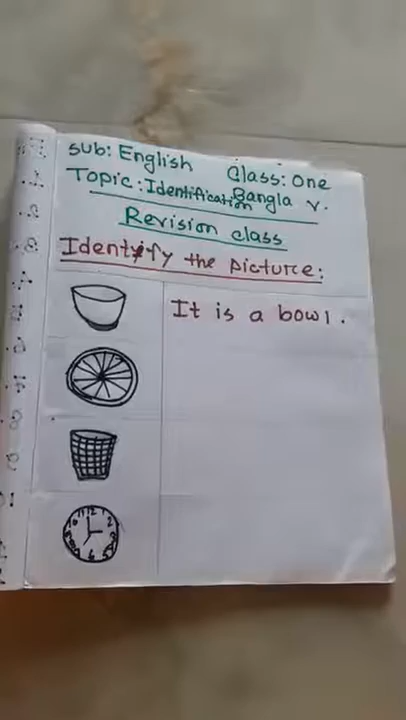 Sub: English
Class: One
Topic: Identification
Bangla v.
Revision class
Identify the picture:
It is a bowl.